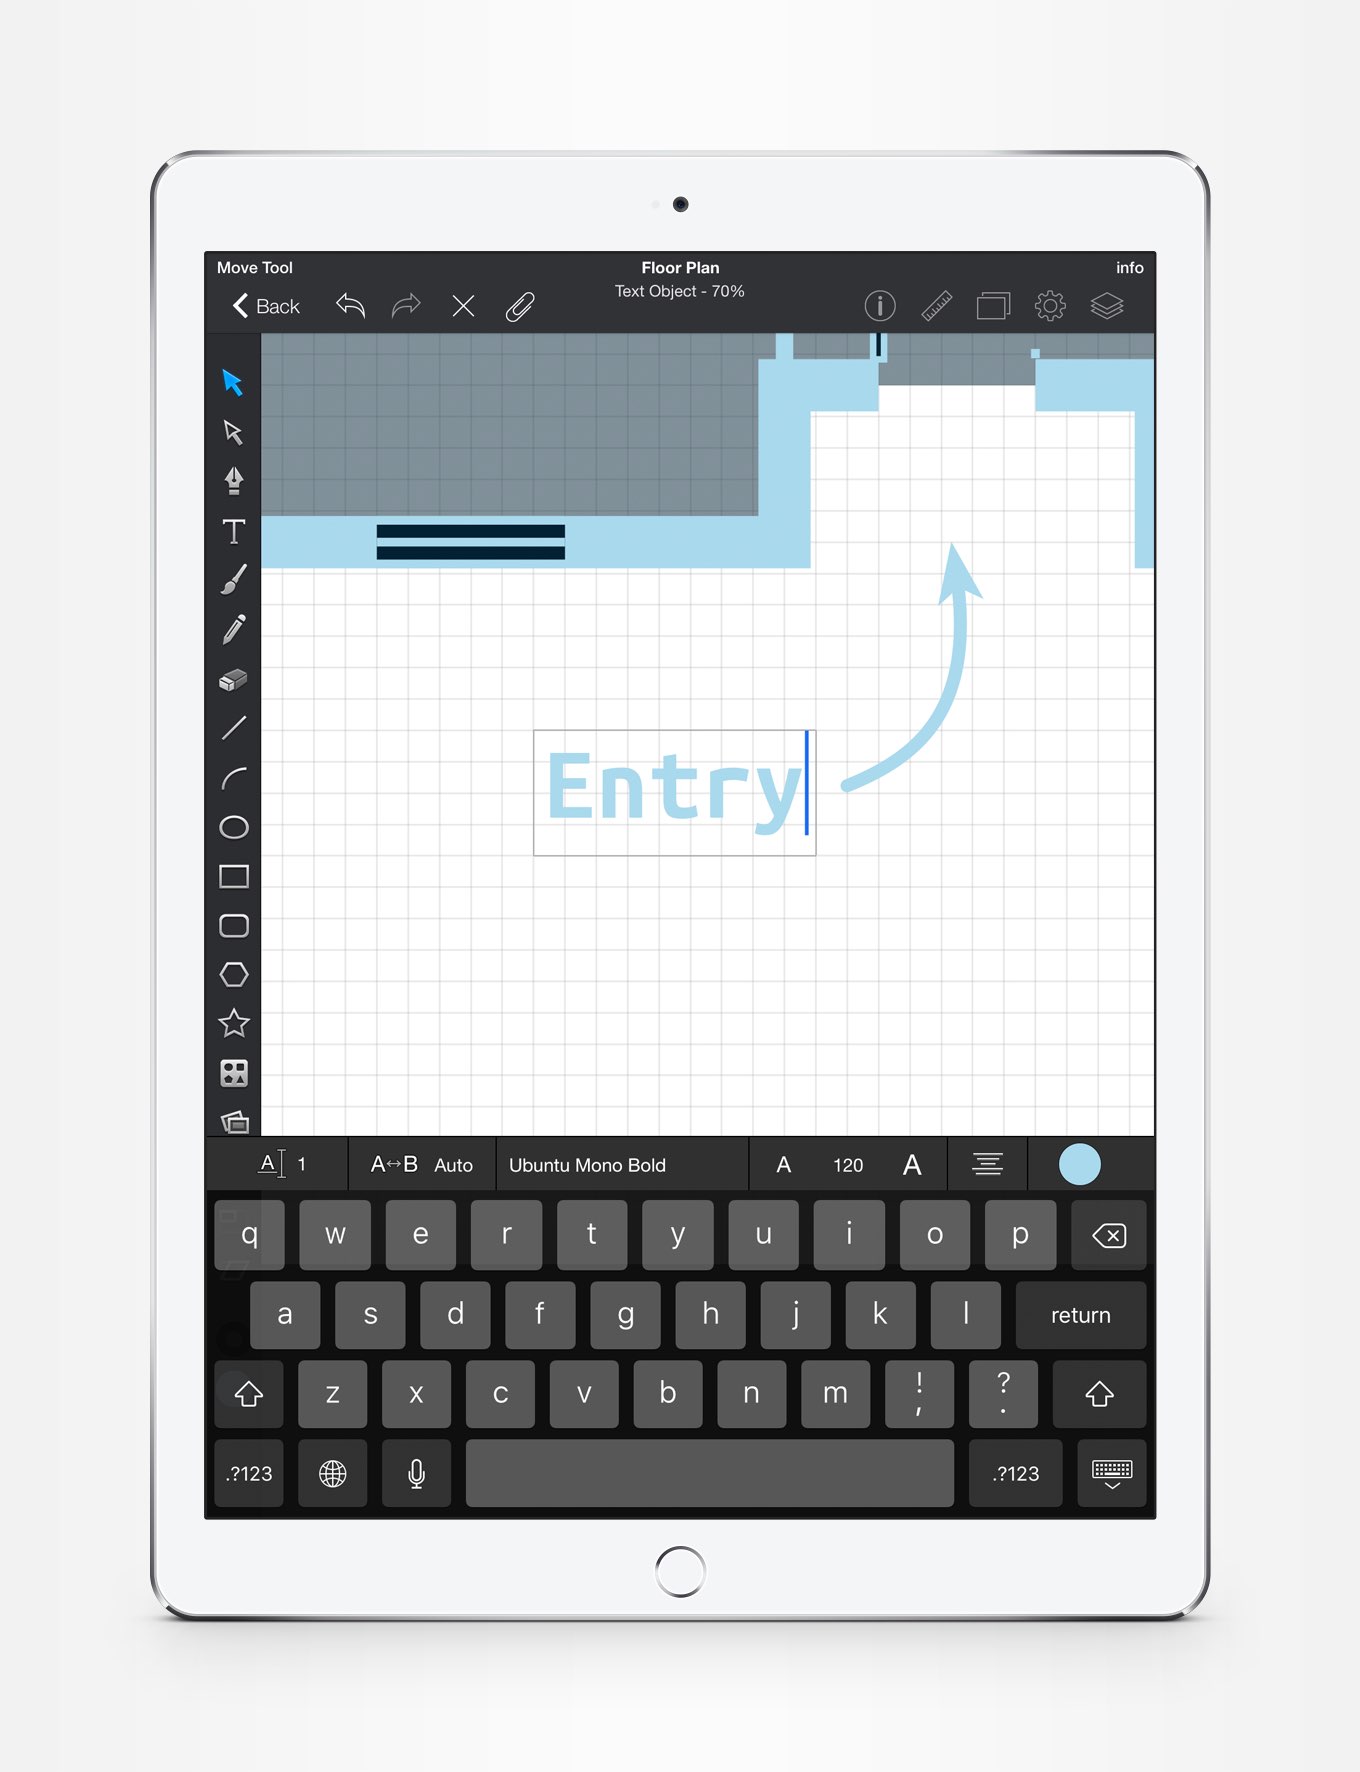 Move Tool Floor Plan info
Back Text Object - 70%
T
Entry
A 1 A↔B Auto Ubuntu Mono Bold A 120 A
q w e r t y u i o p
a s d f g h j k l return
z x c v b n m ! , ? .
.?123 .?123